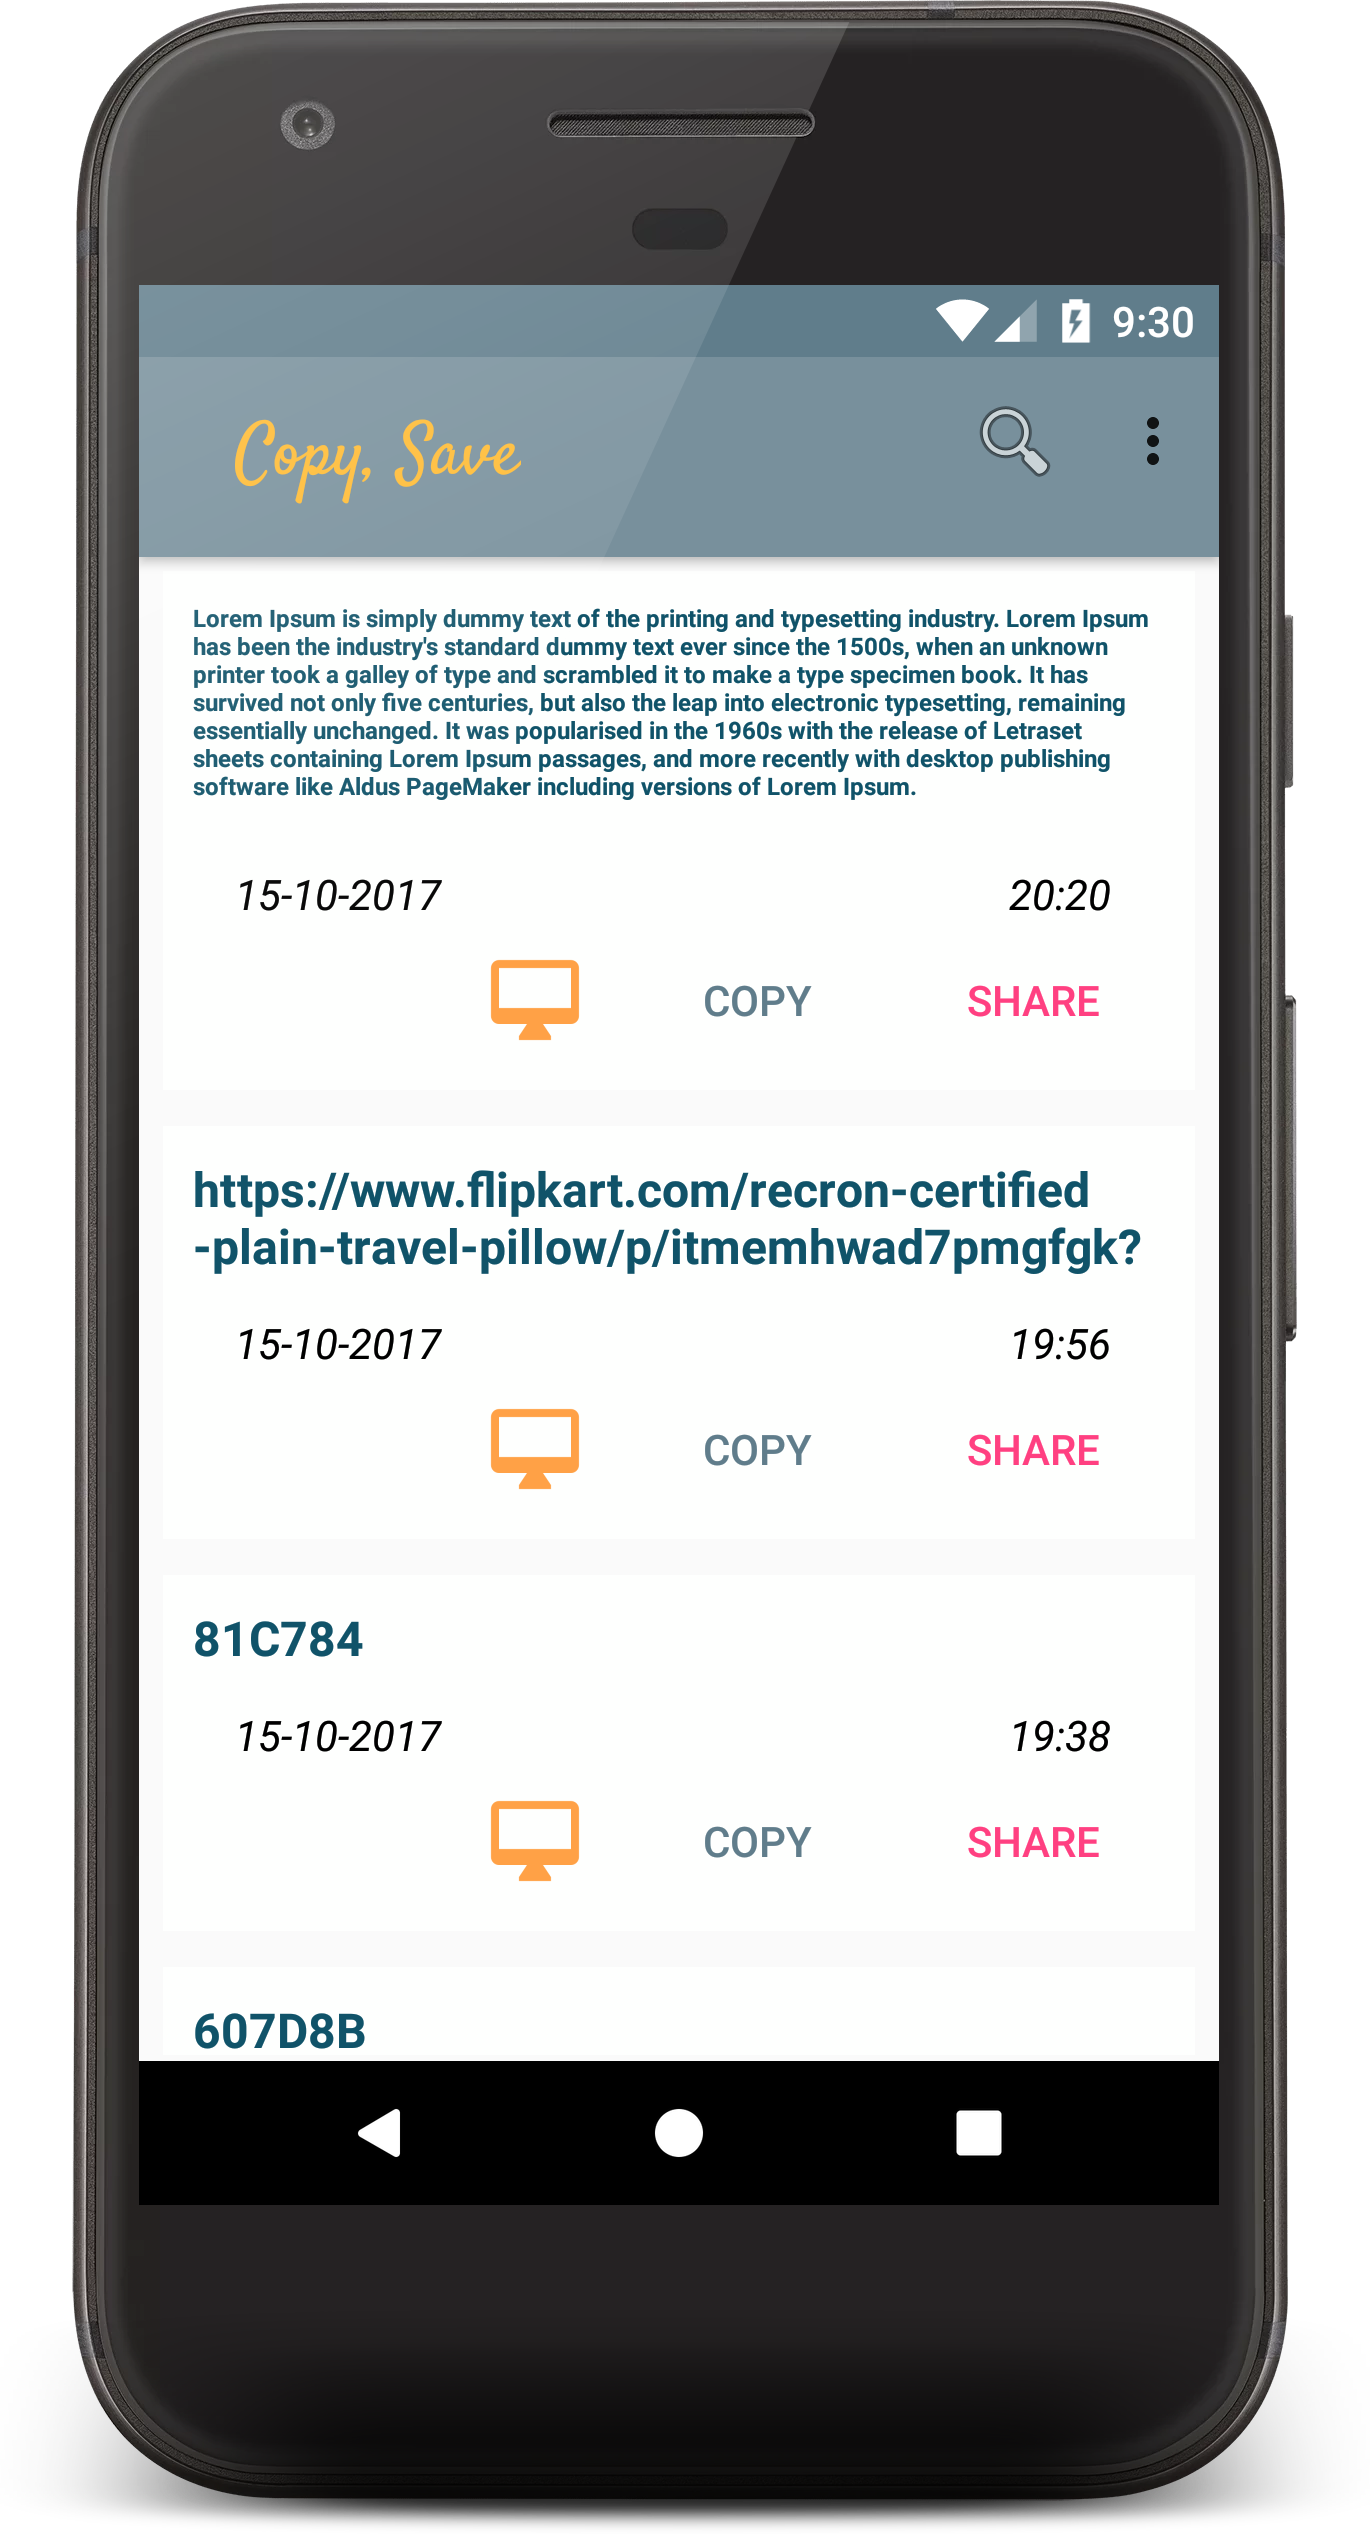 9:30
Copy, Save
Lorem Ipsum is simply dummy text of the printing and typesetting industry. Lorem Ipsum
has been the industry's standard dummy text ever since the 1500s, when an unknown
printer took a galley of type and scrambled it to make a type specimen book. It has
survived not only five centuries, but also the leap into electronic typesetting, remaining
essentially unchanged. It was popularised in the 1960s with the release of Letraset
sheets containing Lorem Ipsum passages, and more recently with desktop publishing
software like Aldus PageMaker including versions of Lorem Ipsum.
15-10-2017 20:20
COPY SHARE
https://www.flipkart.com/recron-certified
-plain-travel-pillow/p/itmemhwad7pmgfgk?
15-10-2017 19:56
COPY SHARE
81C784
15-10-2017 19:38
COPY SHARE
607D8B